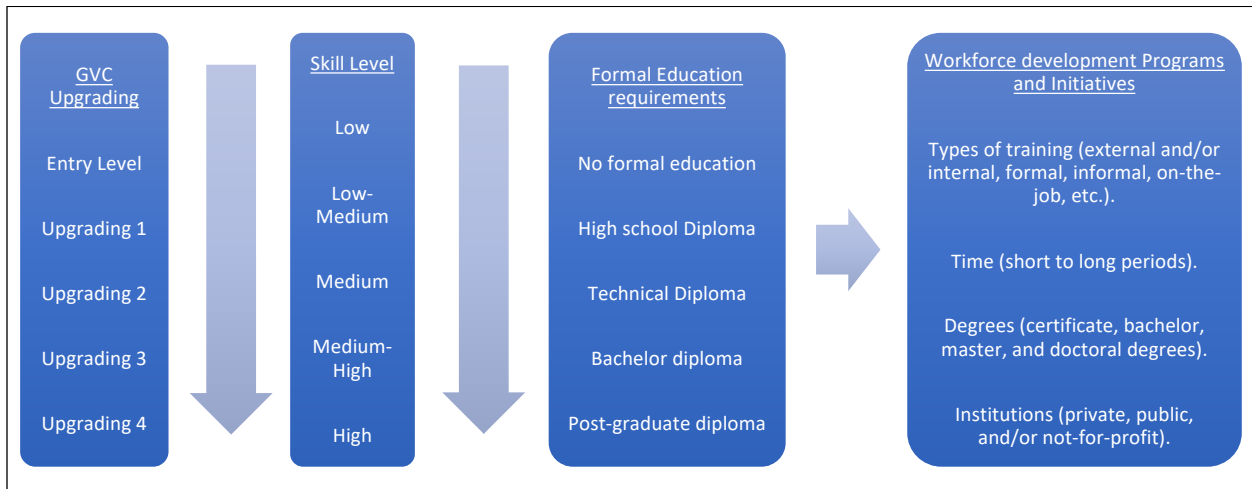 GVC
Upgrading
Entry Level
Upgrading 1
Upgrading 2
Upgrading 3
Upgrading 4
Skill Level
Low
Low-
Medium
Medium
Medium-
High
High
Formal Education
requirements
No formal education
High school Diploma
Technical Diploma
Bachelor diploma
Post-graduate diploma
Workforce development Programs
and Initiatives
Types of training (external and/or
internal, formal, informal, on-the-
job, etc.).
Time (short to long periods).
Degrees (certificate, bachelor,
master, and doctoral degrees).
Institutions (private, public,
and/or not-for-profit).